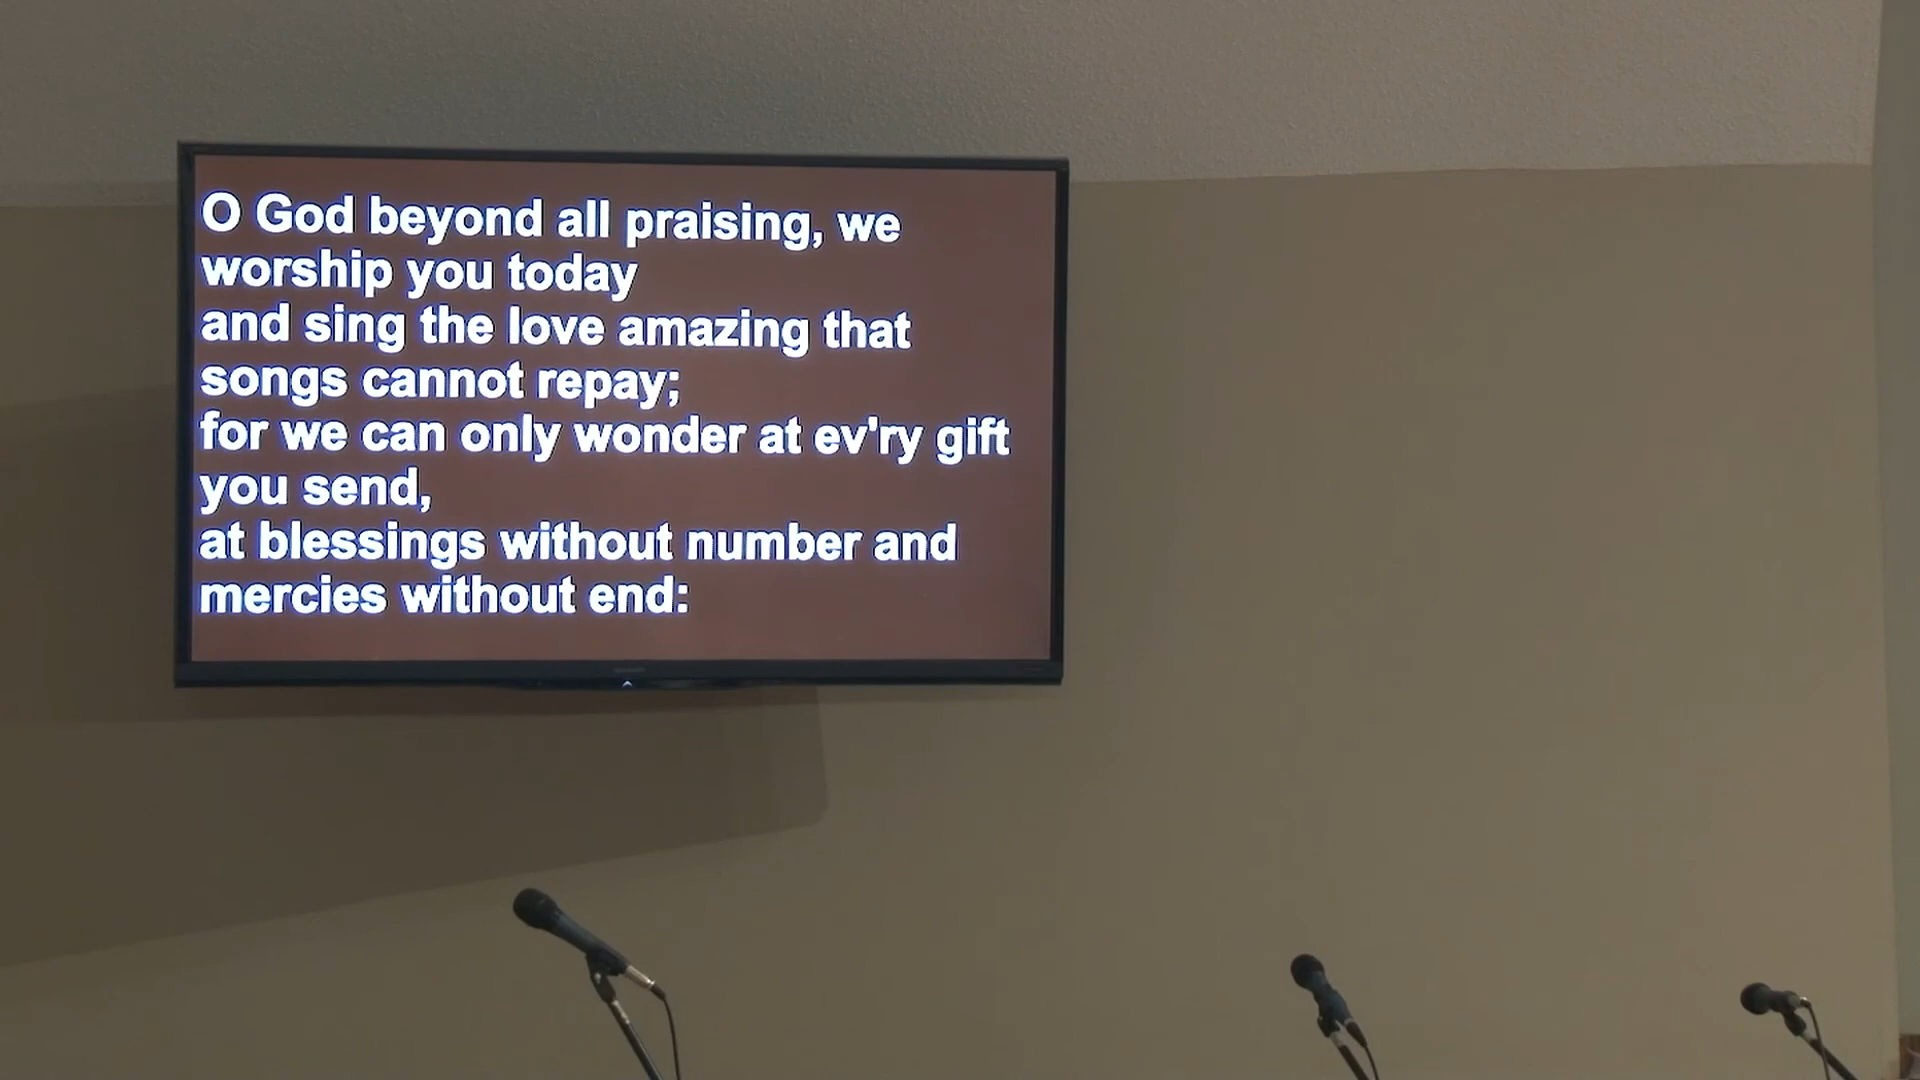 O God beyond all praising, we
worship you today
and sing the love amazing that
songs cannot repay;
for we can only wonder at ev'ry gift
you send,
at blessings without number and
mercies without end: